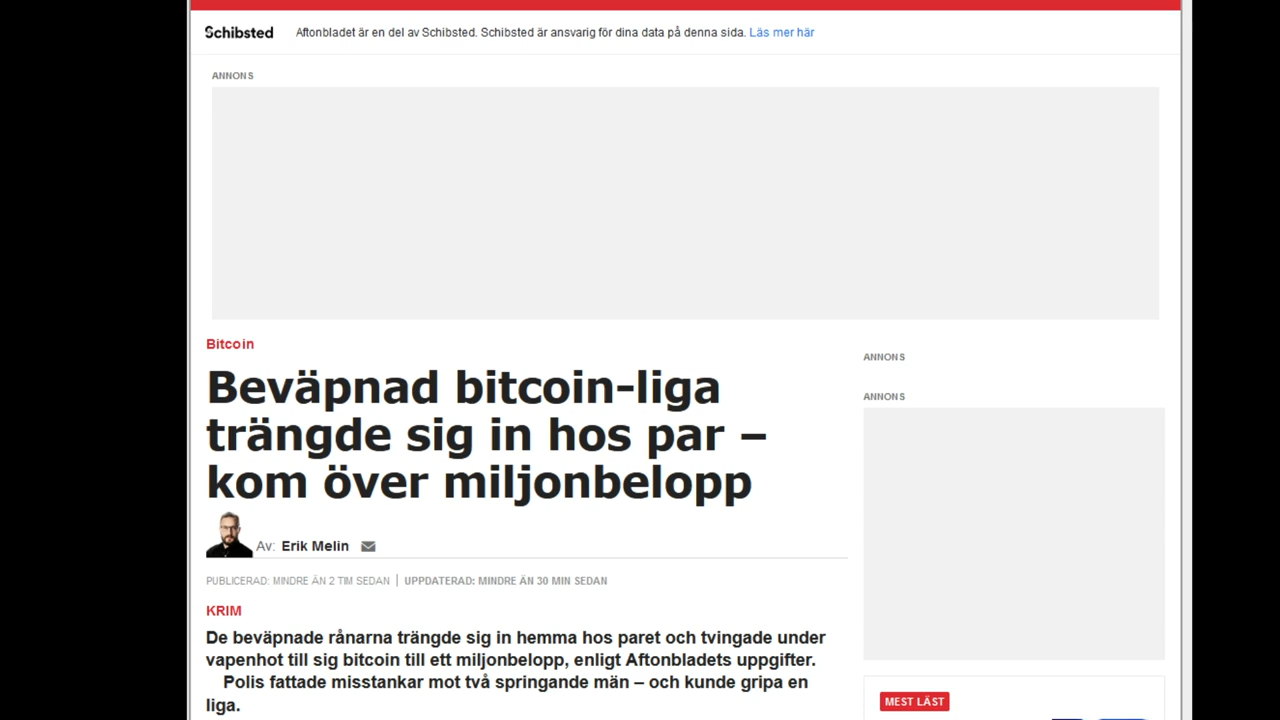 Schibsted
Aftonbladet är en del av Schibsted. Schibsted är ansvarig för dina data på denna sida. Läs mer här
ANNONS
Bitcoin
Beväpnad bitcoin-liga
trängde sig in hos par –
kom över miljonbelopp
Av: Erik Melin
PUBLICERAD: MINDRE ÄN 2 TIM SEDAN | UPPDATERAD: MINDRE ÄN 30 MIN SEDAN
KRIM
De beväpnade rånarna trängde sig in hemma hos paret och tvingade under
vapenhot till sig bitcoin till ett miljonbelopp, enligt Aftonbladets uppgifter.
Polis fattade misstankar mot två springande män – och kunde gripa en
liga.
ANNONS
ANNONS
MEST LÄST